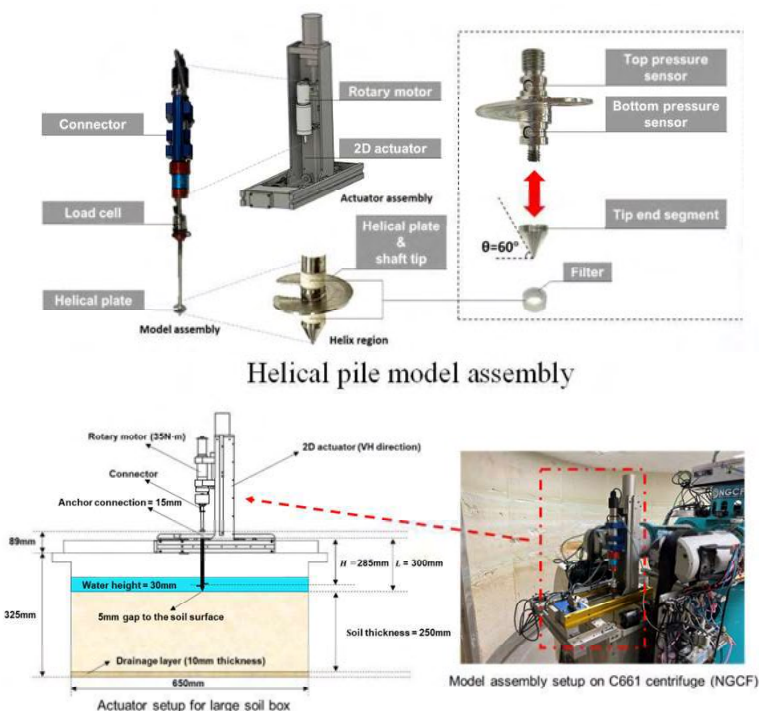 Connector
Load cell
Helical plate
Model assembly
Rotary motor
2D actuator
Actuator assembly
Helical plate
&
shaft tip
Helix region
Top pressure
sensor
Bottom pressure
sensor
Tip end segment
θ=60°
Filter
Helical pile model assembly
Rotary motor (35N-m)
2D actuator (VH direction)
Connector
Anchor connection = 15mm
89mm
H = 285mm
L = 300mm
Water height = 30mm
325mm
5mm gap to the soil surface
Soil thickness = 250mm
Drainage layer (10mm thickness)
650mm
Actuator setup for large soil box
NGCF
Model assembly setup on C661 centrifuge (NGCF)